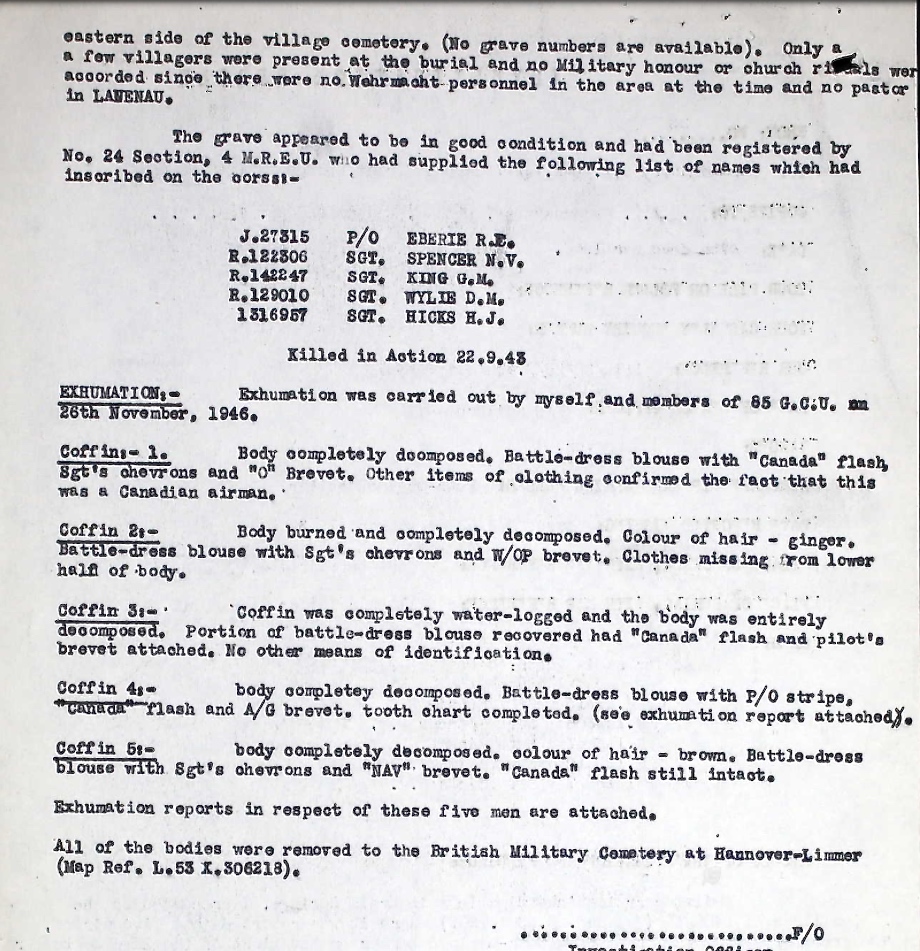 eastern side of the village cemetery. (No grave numbers are available). Only a
a few villagers were present at the burial and no Military honour or church rituals wer
accorded since there were no Wehrmacht personnel in the area at the time and no pastor
in LAUENAU.
The grave appeared to be in good condition and had been registered by
No. 24 Section, 4 M.R.E.U. who had supplied the following list of names which had
inscribed on the corss:-
J.27315 P/O EBERIE R.E.
R.122306 SGT. SPENCER N.V.
R.142247 SGT. KING G.M.
R.129010 SGT. WYLIE D.M.
1316957 SGT. HICKS H.J.
Killed in Action 22.9.43
EXHUMATION:- Exhumation was carried out by myself and members of 85 G.C.U. on
26th November, 1946.
Coffin:- 1. Body completely dcomposed. Battle-dress blouse with "Canada" flash,
Sgt's chevrons and "O" Brevet. Other items of clothing confirmed the fact that this
was a Canadian airman.
Coffin 2:- Body burned and completely decomposed. Colour of hair - ginger.
Battle-dress blouse with Sgt's chevrons and W/OP brevet. Clothes missing from lower
half of body.
Coffin 3:- Coffin was completely water-logged and the body was entirely
decomposed. Portion of battle-dress blouse recovered had "Canada" flash and pilot's
brevet attached. No other means of identification.
Coffin 4:- body completey decomposed. Battle-dress blouse with P/O stripe,
"Canada" flash and A/G brevet. tooth chart completed. (see exhumation report attached).
Coffin 5:- body completely decomposed. colour of hair - brown. Battle-dress
blouse with Sgt's chevrons and "NAV" brevet. "Canada" flash still intact.
Exhumation reports in respect of these five men are attached.
All of the bodies were removed to the British Military Cemetery at Hannover-Limmer
(Map Ref. L.53 X.306218).
..............................F/O
Investigation Officer